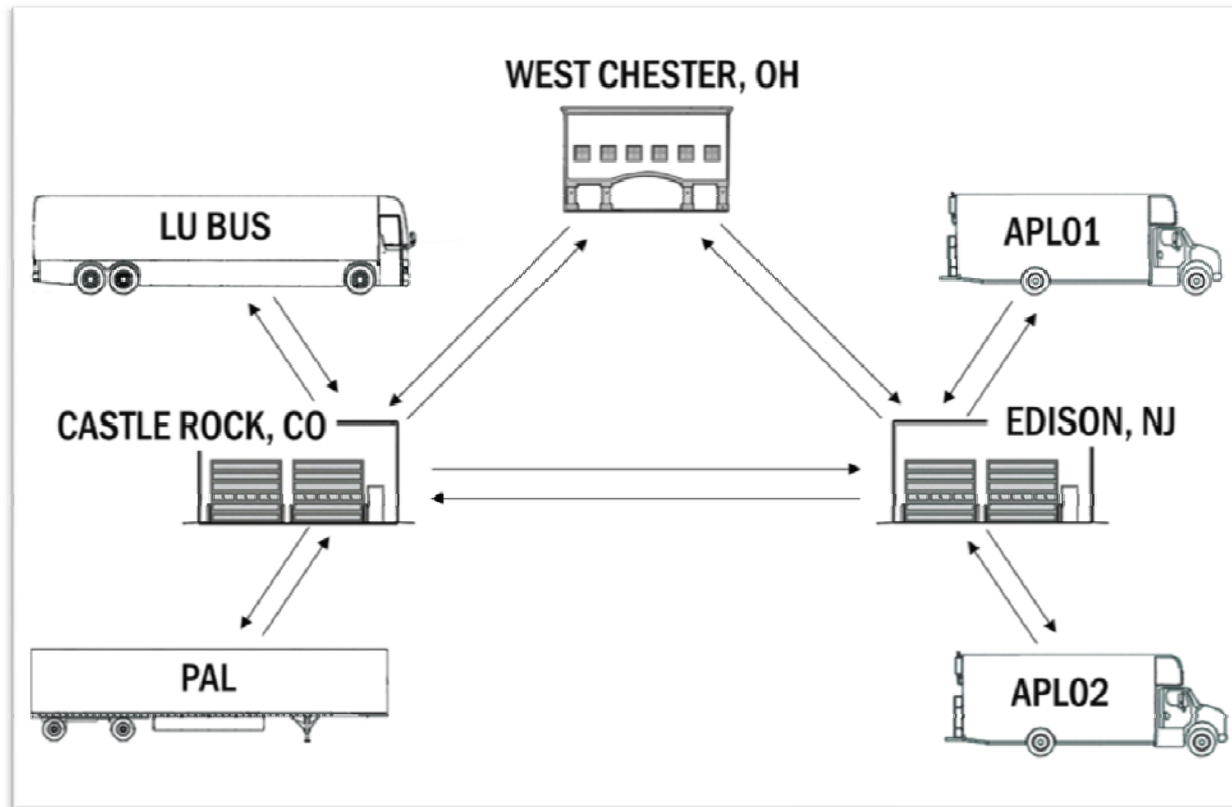 WEST CHESTER, OH
LU BUS
APL01
CASTLE ROCK, CO
EDISON, NJ
PAL
APL02